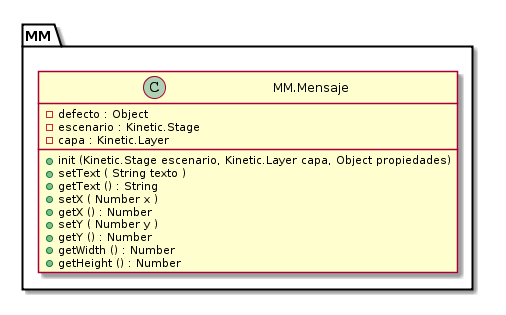 MM
C MM.Mensaje
defecto : Object
escenario : Kinetic.Stage
capa : Kinetic.Layer
init (Kinetic.Stage escenario, Kinetic.Layer capa, Object propiedades)
setText ( String texto )
getText () : String
setX ( Number x )
getX () : Number
setY ( Number y )
getY () : Number
getWidth () : Number
getHeight () : Number